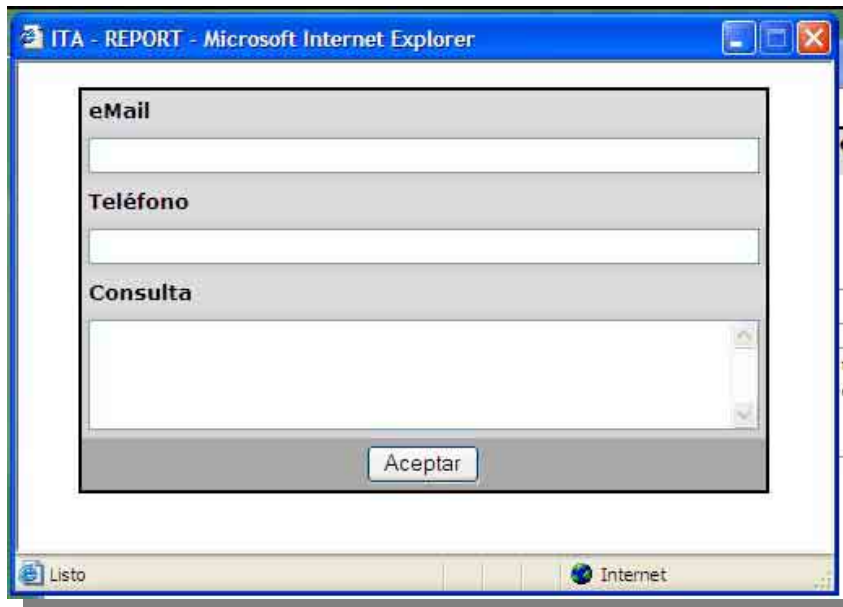 ITA - REPORT - Microsoft Internet Explorer
eMail
Teléfono
Consulta
Aceptar
Listo
Internet